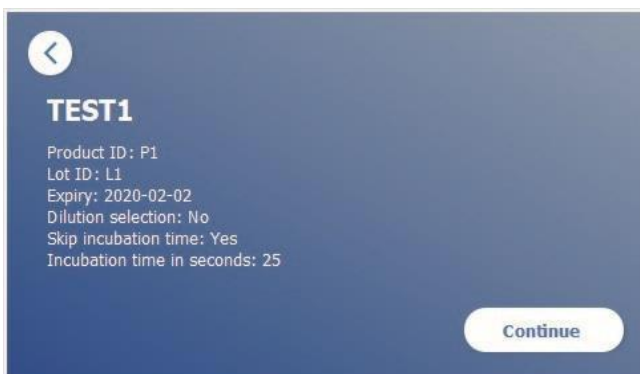 TEST1
Product ID: P1
Lot ID: L1
Expiry: 2020-02-02
Dilution selection: No
Skip incubation time: Yes
Incubation time in seconds: 25
Continue